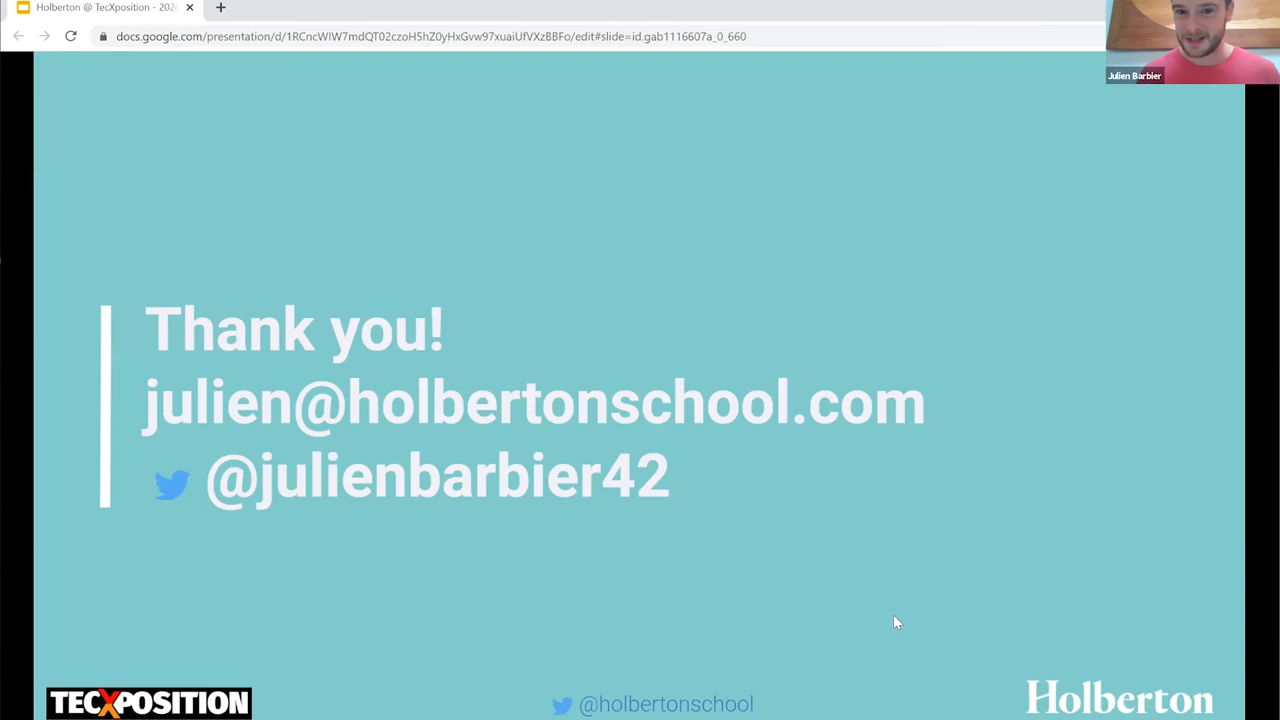 Holberton @ TecXposition - 202
docs.google.com/presentation/d/1RCncWIW7mdQT02czoH5hZ0yHxGvw97xuaiUfVXzBBFo/edit#slide=id.gab1116607a_0_660
Julien Barbier
Thank you!
julien@holbertonschool.com
@julienbarbier42
TECXPOSITION
@holbertonschool
Holberton